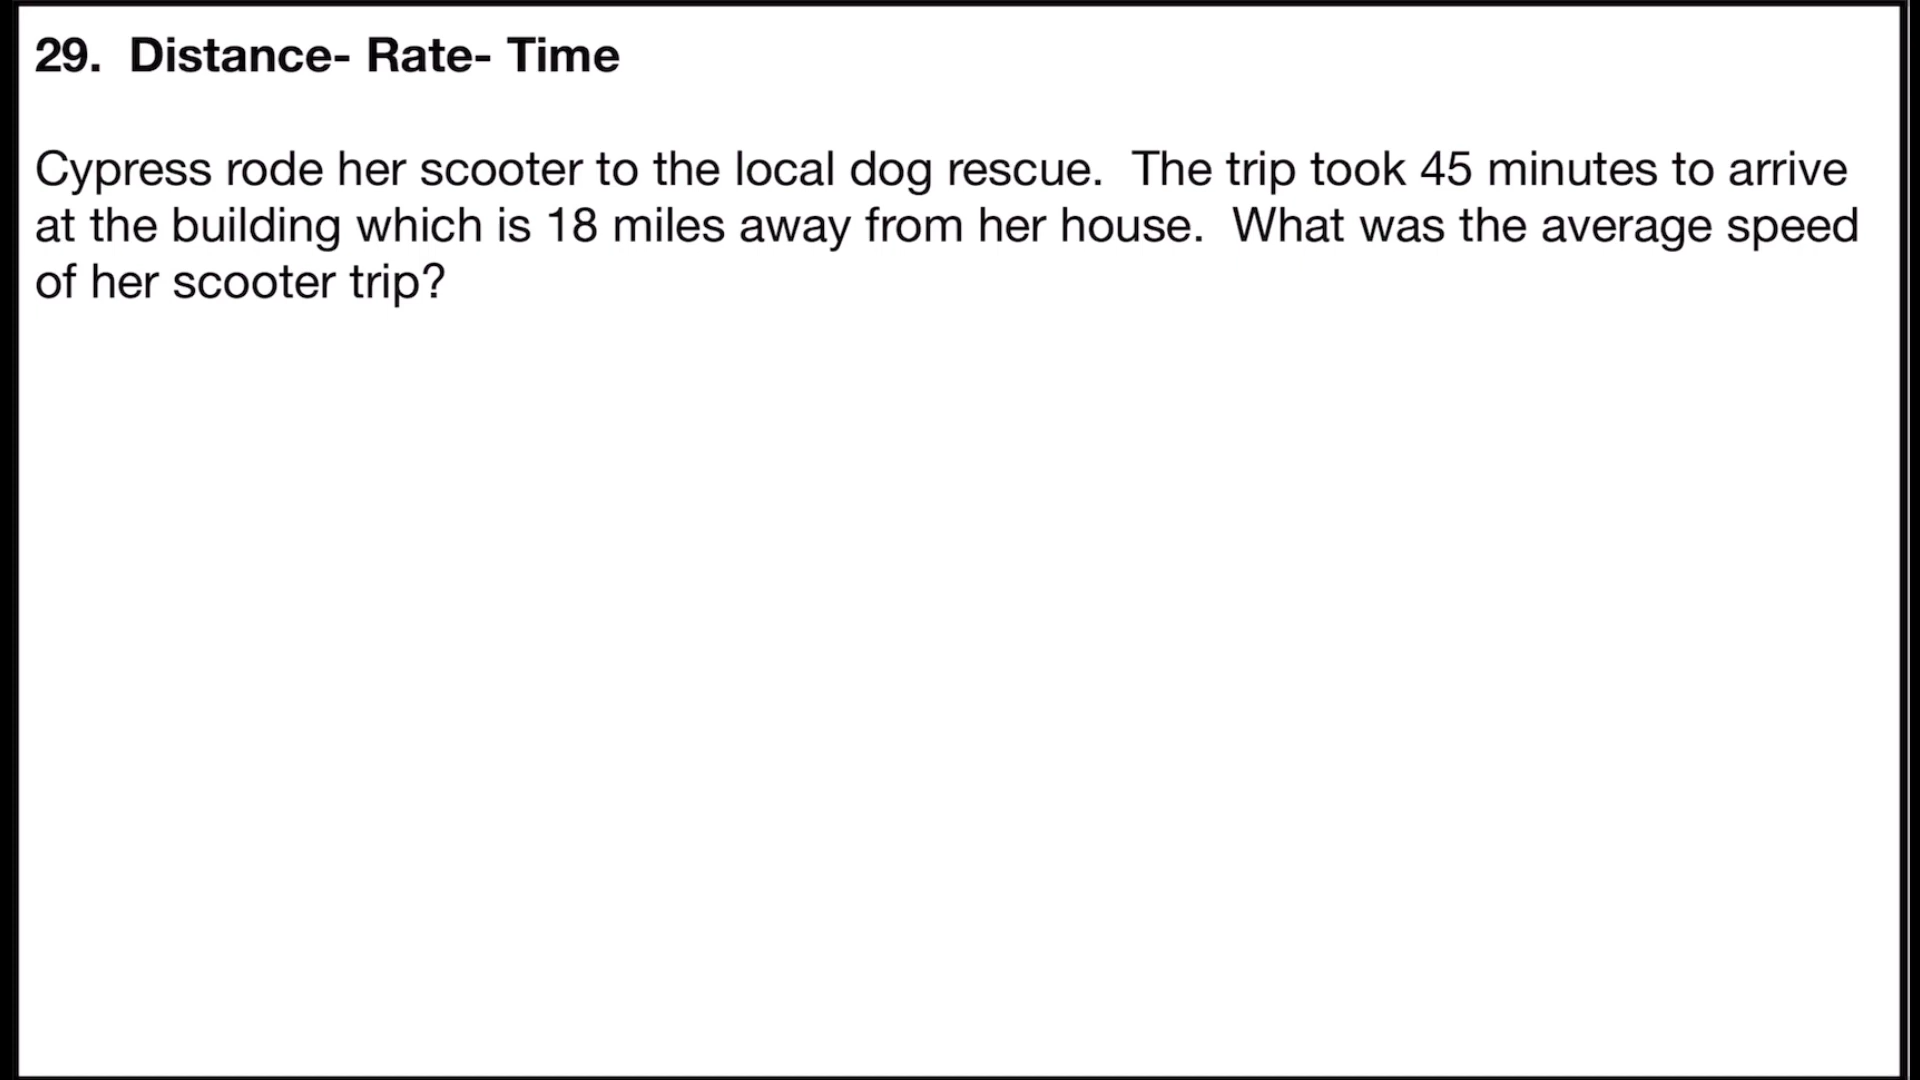 29.  Distance- Rate- Time
Cypress rode her scooter to the local dog rescue.  The trip took 45 minutes to arrive
at the building which is 18 miles away from her house.  What was the average speed
of her scooter trip?